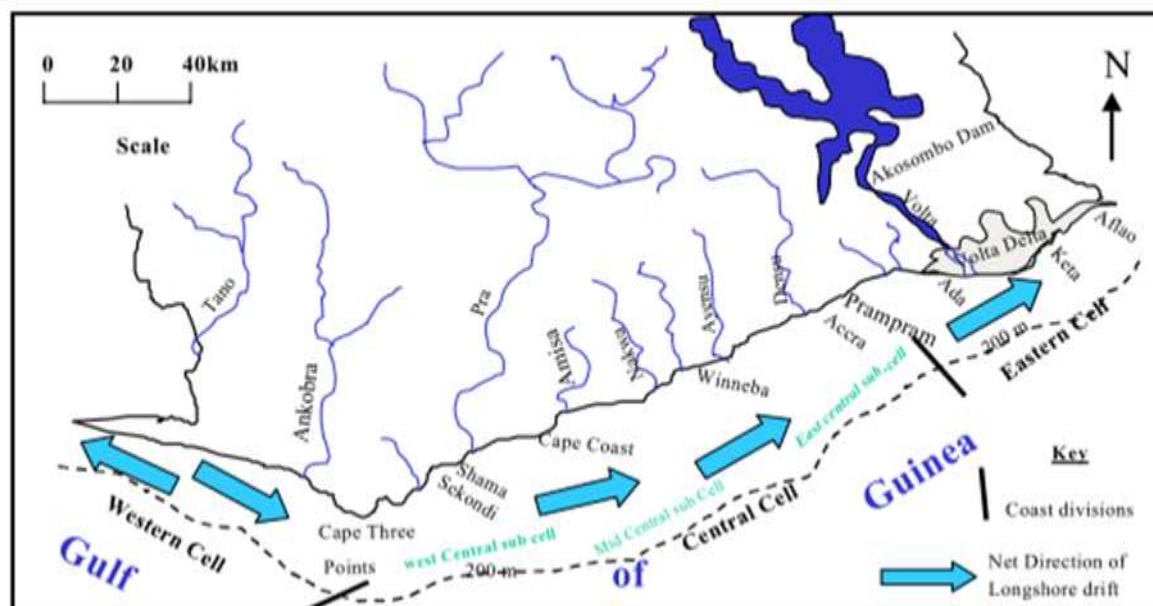 0 20 40km
Scale
N
Akosombo Dam
Volta
Volta Delta
Aflao
Keta
Ada
Tano
Ankobra
Pra
Amisa
Nakwa
Ayensu
Densu
Prampram
Accra
Winneba
Cape Coast
Shama
Sekondi
Cape Three
Points
200 m
Eastern Cell
East central sub-cell
Mid Central sub Cell
west Central sub cell
Central Cell
Western Cell
200 m
Gulf
of
Guinea
Key
Coast divisions
Net Direction of
Longshore drift